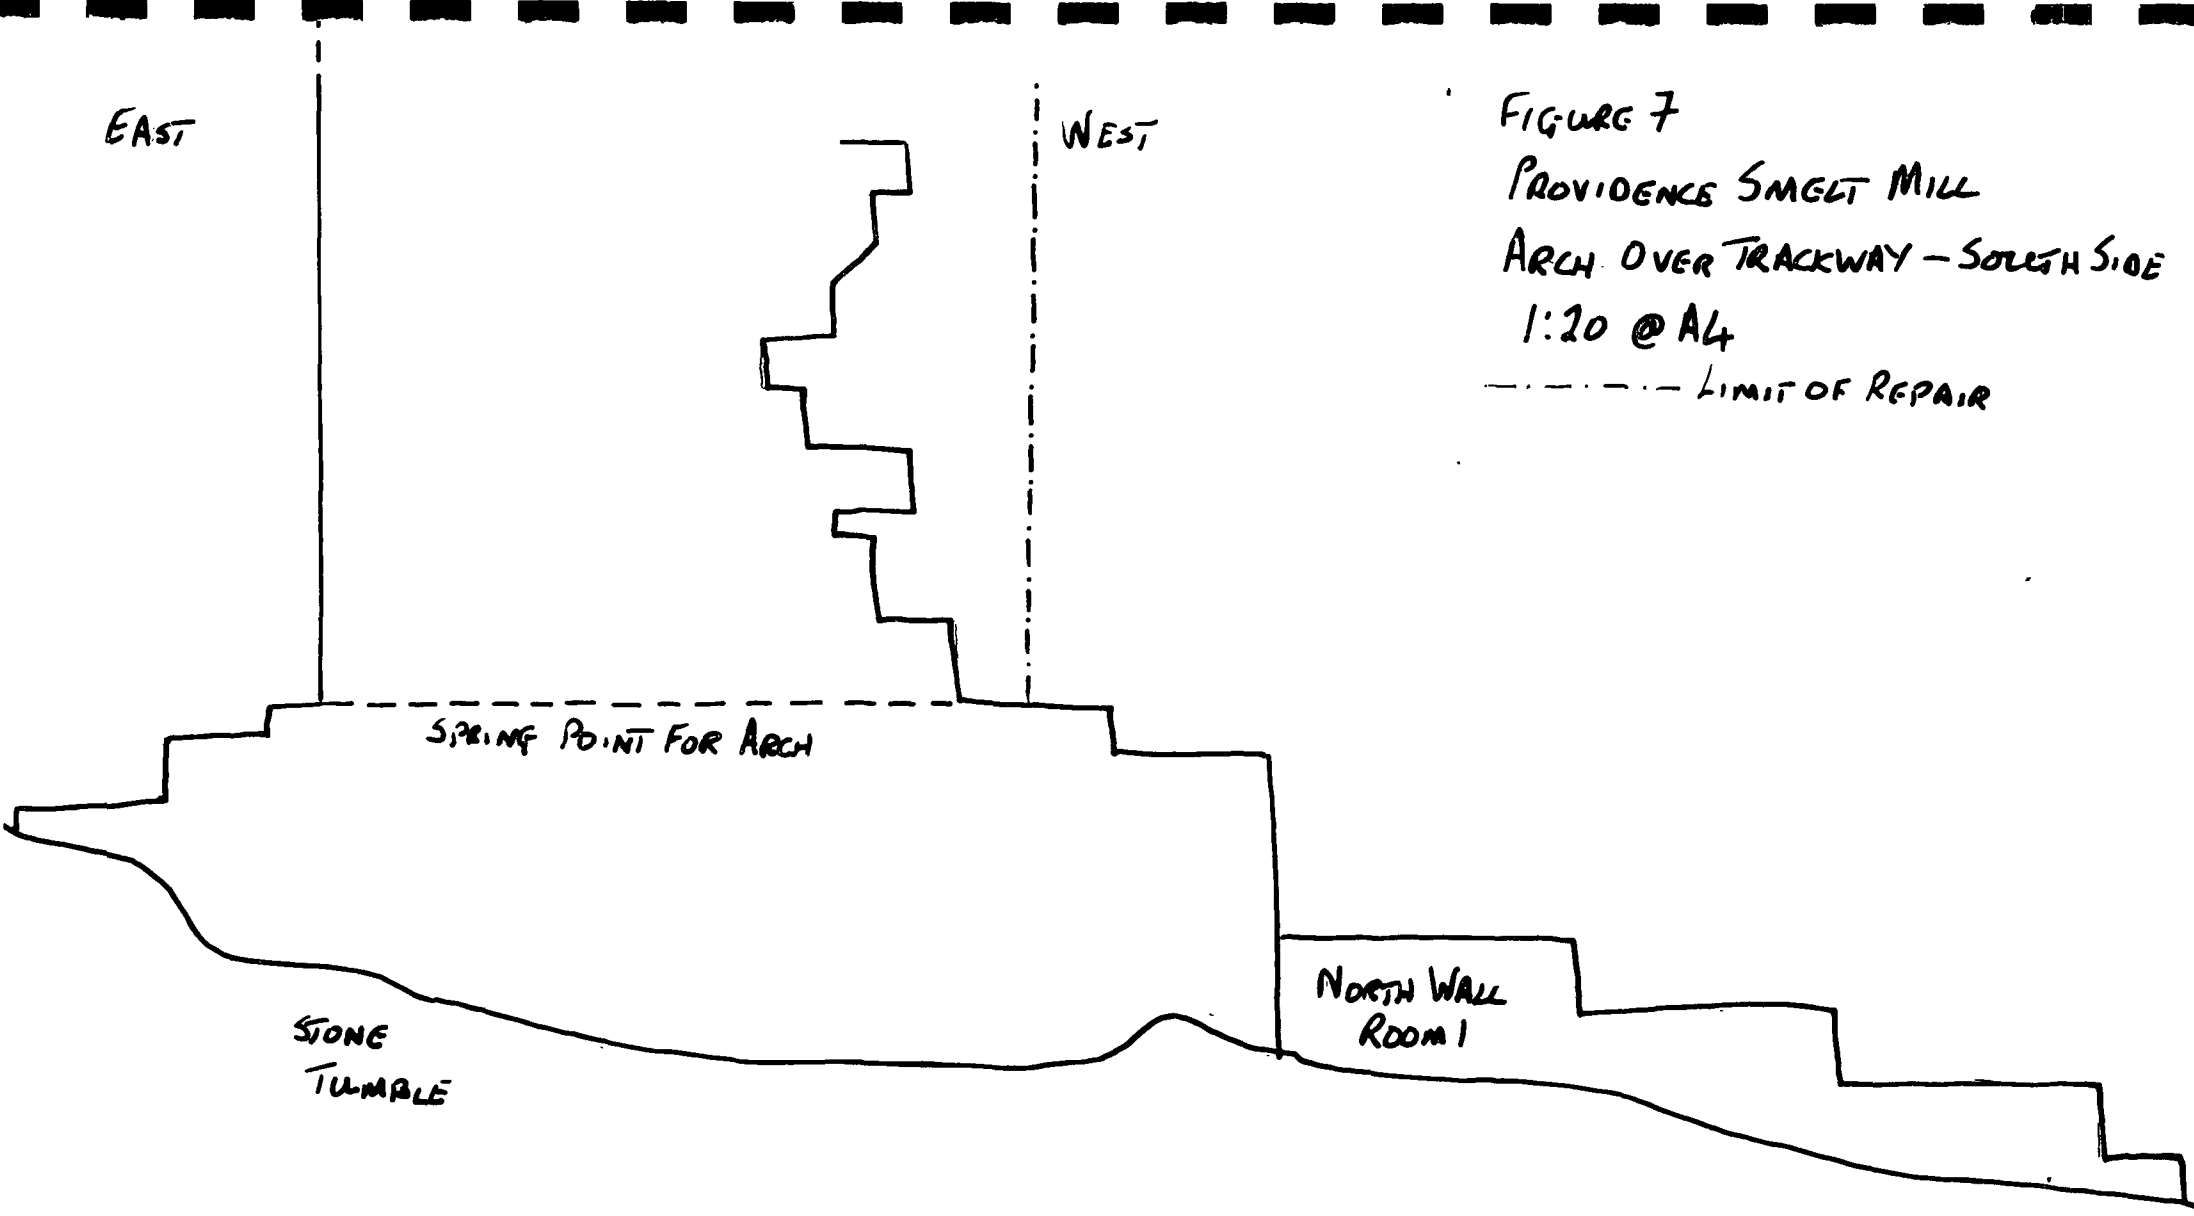 EAST
WEST
FIGURE 7
PROVIDENCE SMELT MILL
ARCH OVER TRACKWAY - SOUTH SIDE
1:20 @ A4
LIMIT OF REPAIR
SPRING POINT FOR ARCH
NORTH WALL
ROOM 1
STONE
TUMBLE